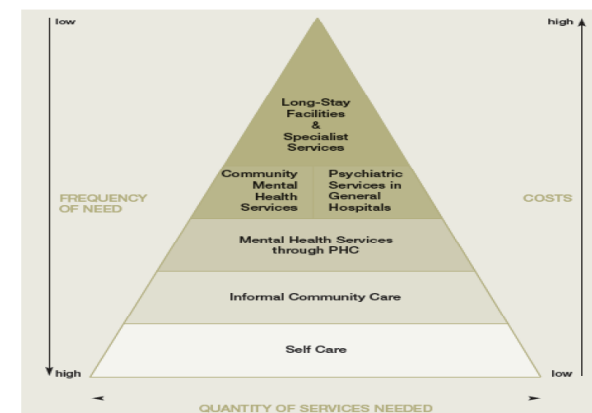 low
high
Long-Stay
Facilities
&
Specialist
Services
Community
Mental
Health
Services
Psychiatric
Services in
General
Hospitals
FREQUENCY
OF NEED
COSTS
Mental Health Services
through PHC
Informal Community Care
Self Care
high
low
QUANTITY OF SERVICES NEEDED